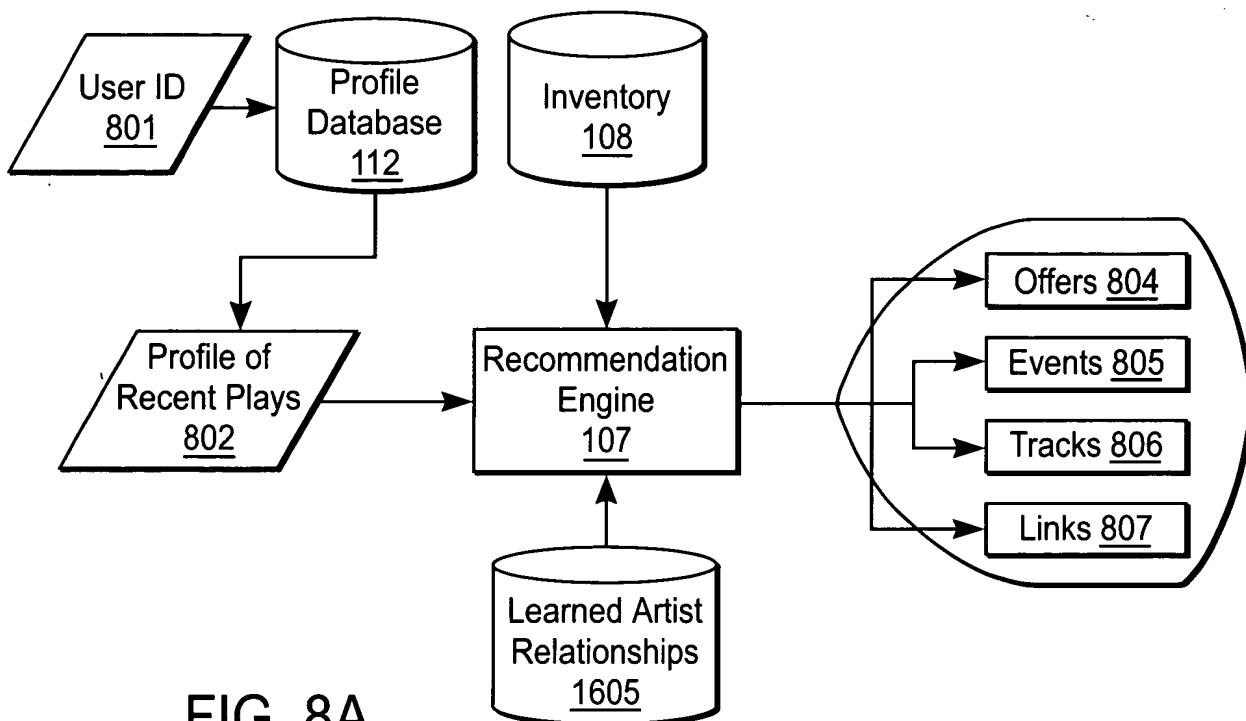 User ID
801
Profile
Database
112
Inventory
108
Profile of
Recent Plays
802
Recommendation
Engine
107
Offers 804
Events 805
Tracks 806
Links 807
Learned Artist
Relationships
1605
FIG. 8A